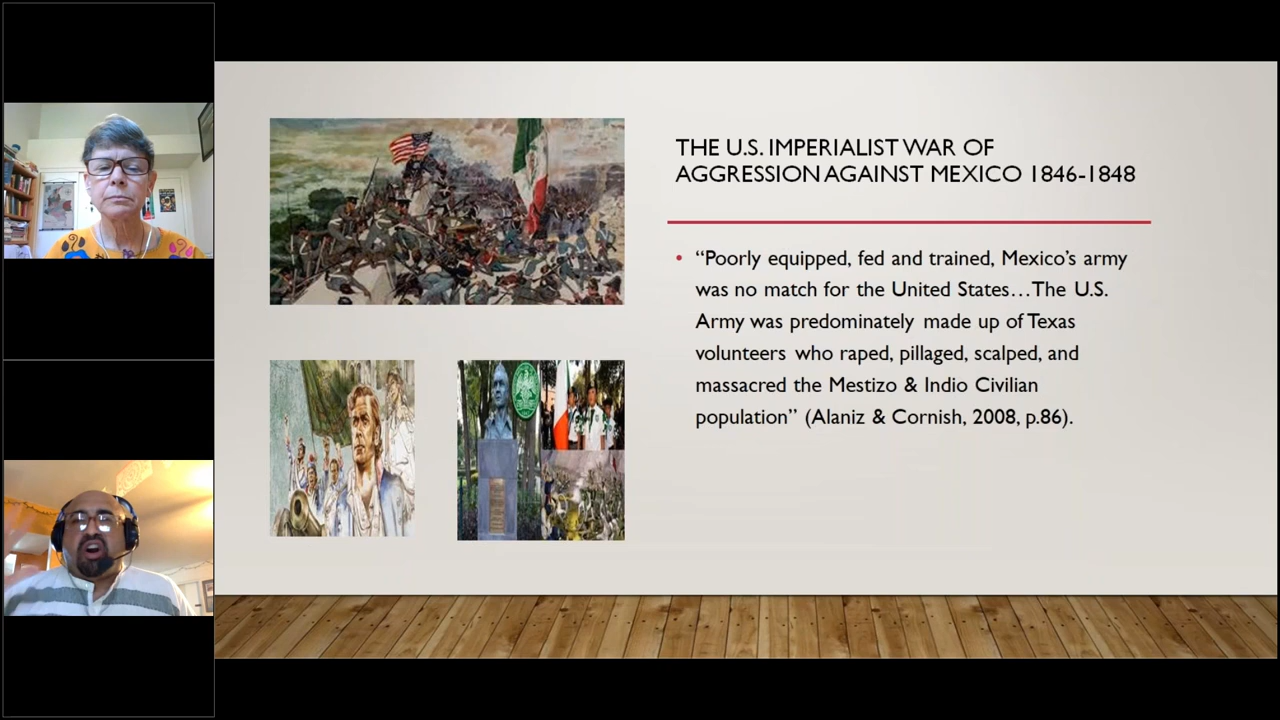 THE U.S. IMPERIALIST WAR OF
AGGRESSION AGAINST MEXICO 1846-1848
• “Poorly equipped, fed and trained, Mexico’s army
was no match for the United States…The U.S.
Army was predominately made up of Texas
volunteers who raped, pillaged, scalped, and
massacred the Mestizo & Indio Civilian
population” (Alaniz & Cornish, 2008, p.86).